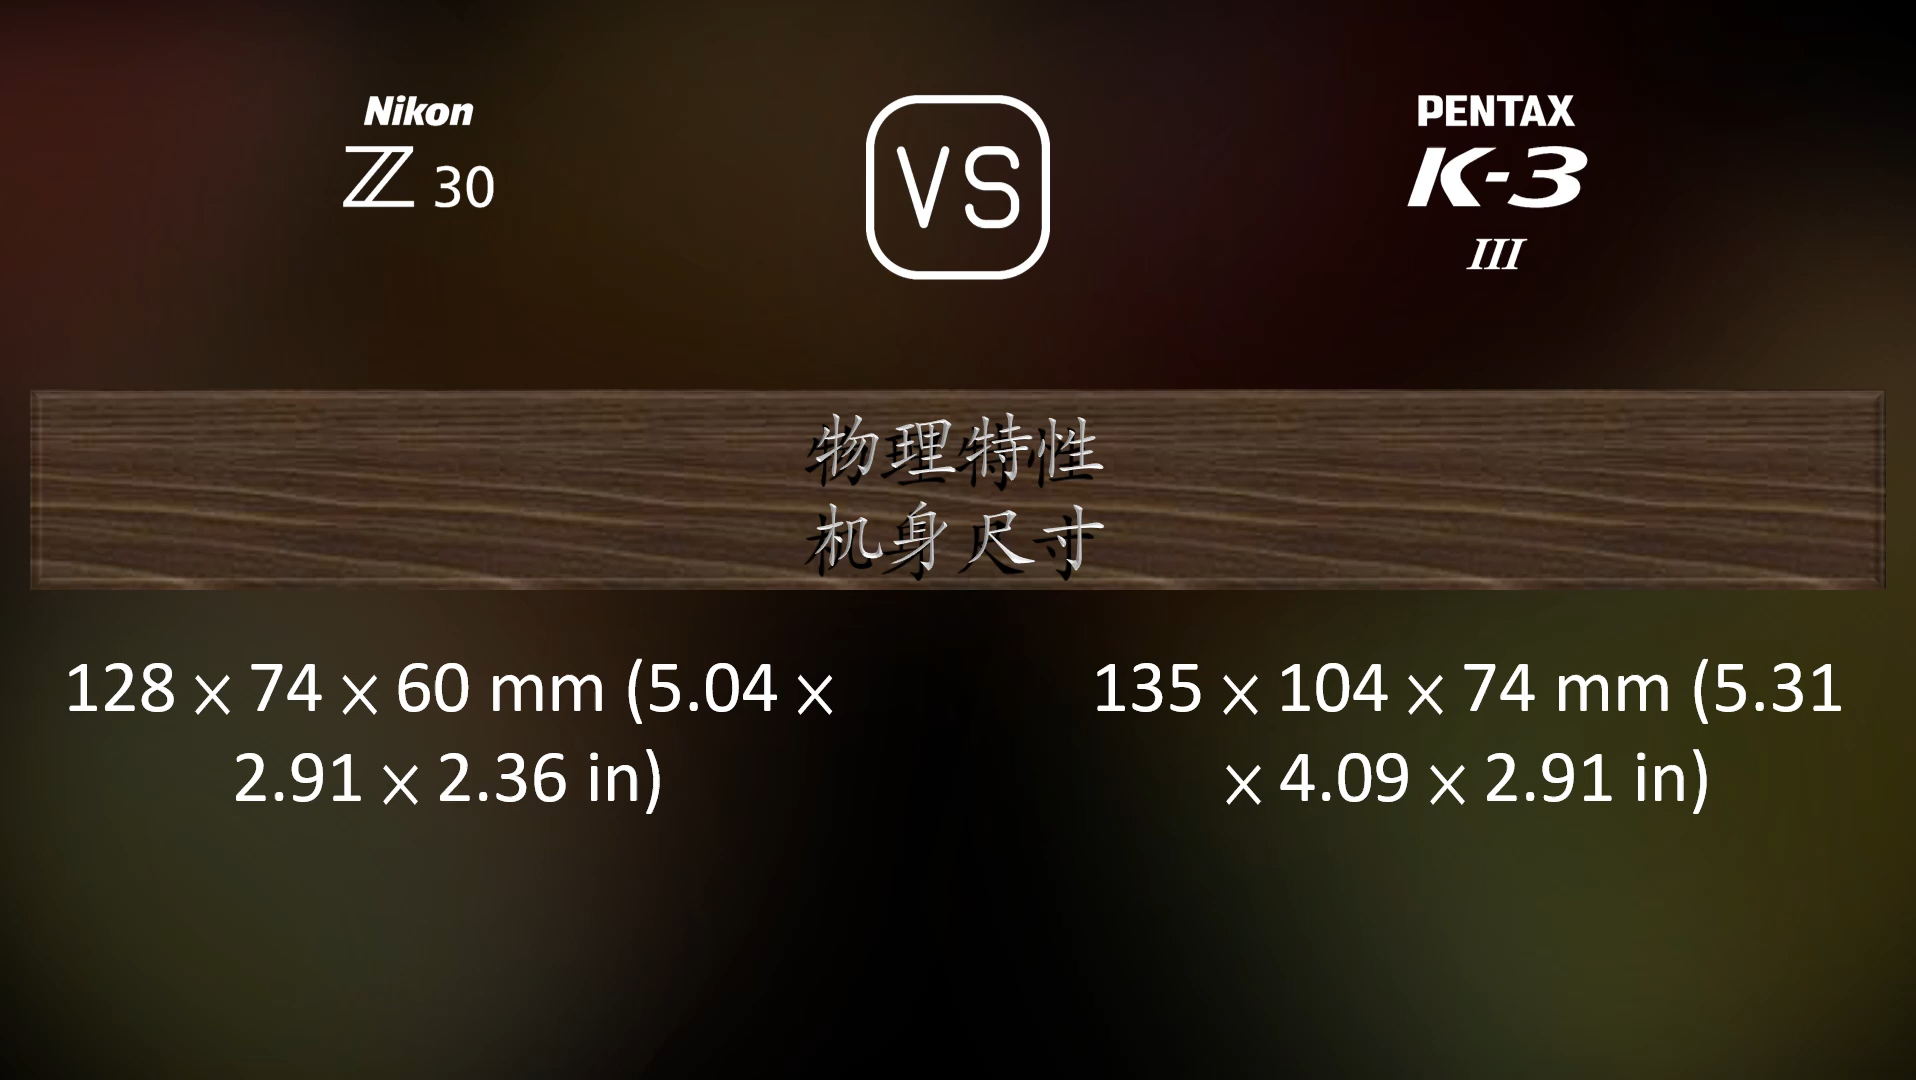 Nikon
Z 30
VS
PENTAX
K-3
III
物理特性
机身尺寸
128 x 74 x 60 mm (5.04 x
2.91 x 2.36 in)
135 x 104 x 74 mm (5.31
x 4.09 x 2.91 in)